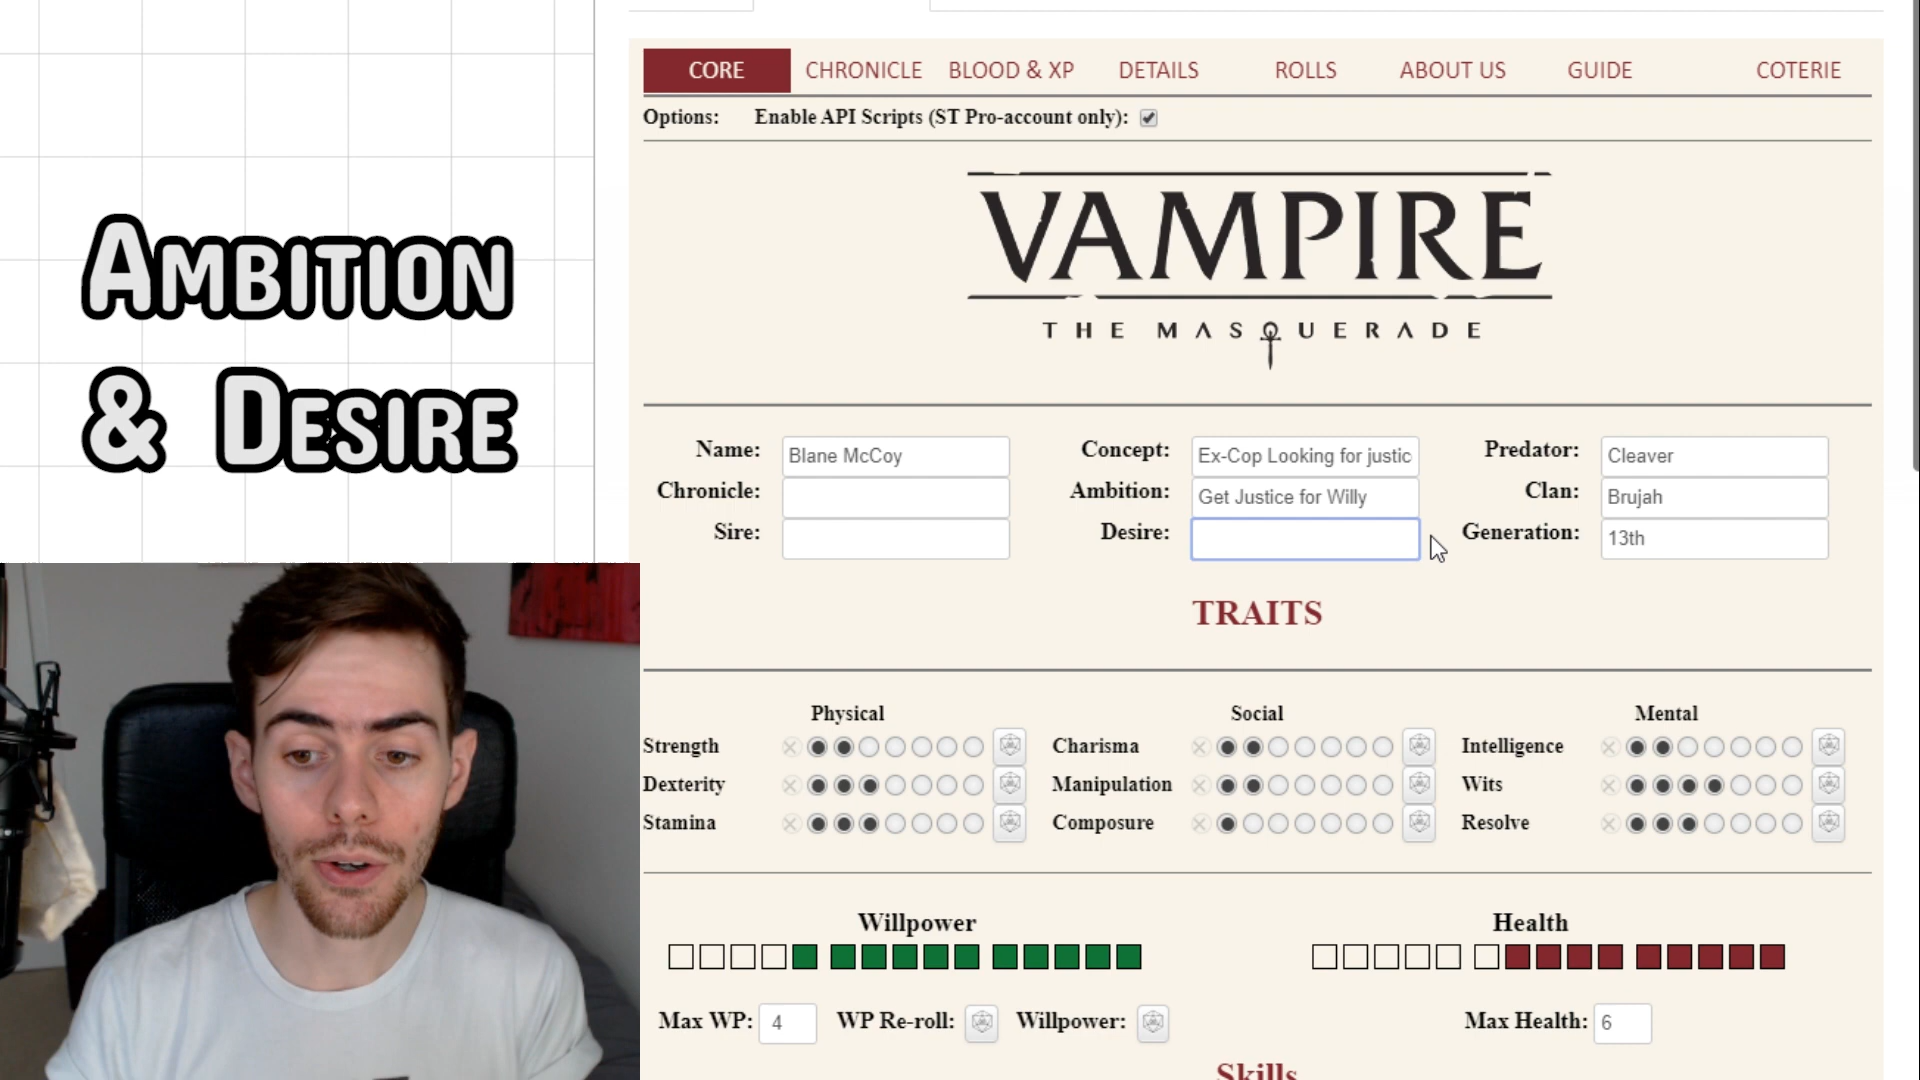 AMBITION
& DESIRE
CORE CHRONICLE BLOOD & XP DETAILS ROLLS ABOUT US GUIDE COTERIE
Options: Enable API Scripts (ST Pro-account only):
VAMPIRE
THE MASQUERADE
Name: Blane McCoy Concept: Ex-Cop Looking for justic Predator: Cleaver
Chronicle: Ambition: Get Justice for Willy Clan: Brujah
Sire: Desire: Generation: 13th
TRAITS
Physical Social Mental
Strength Charisma Intelligence
Dexterity Manipulation Wits
Stamina Composure Resolve
Willpower Health
Max WP: 4 WP Re-roll: Willpower: Max Health: 6
Skills